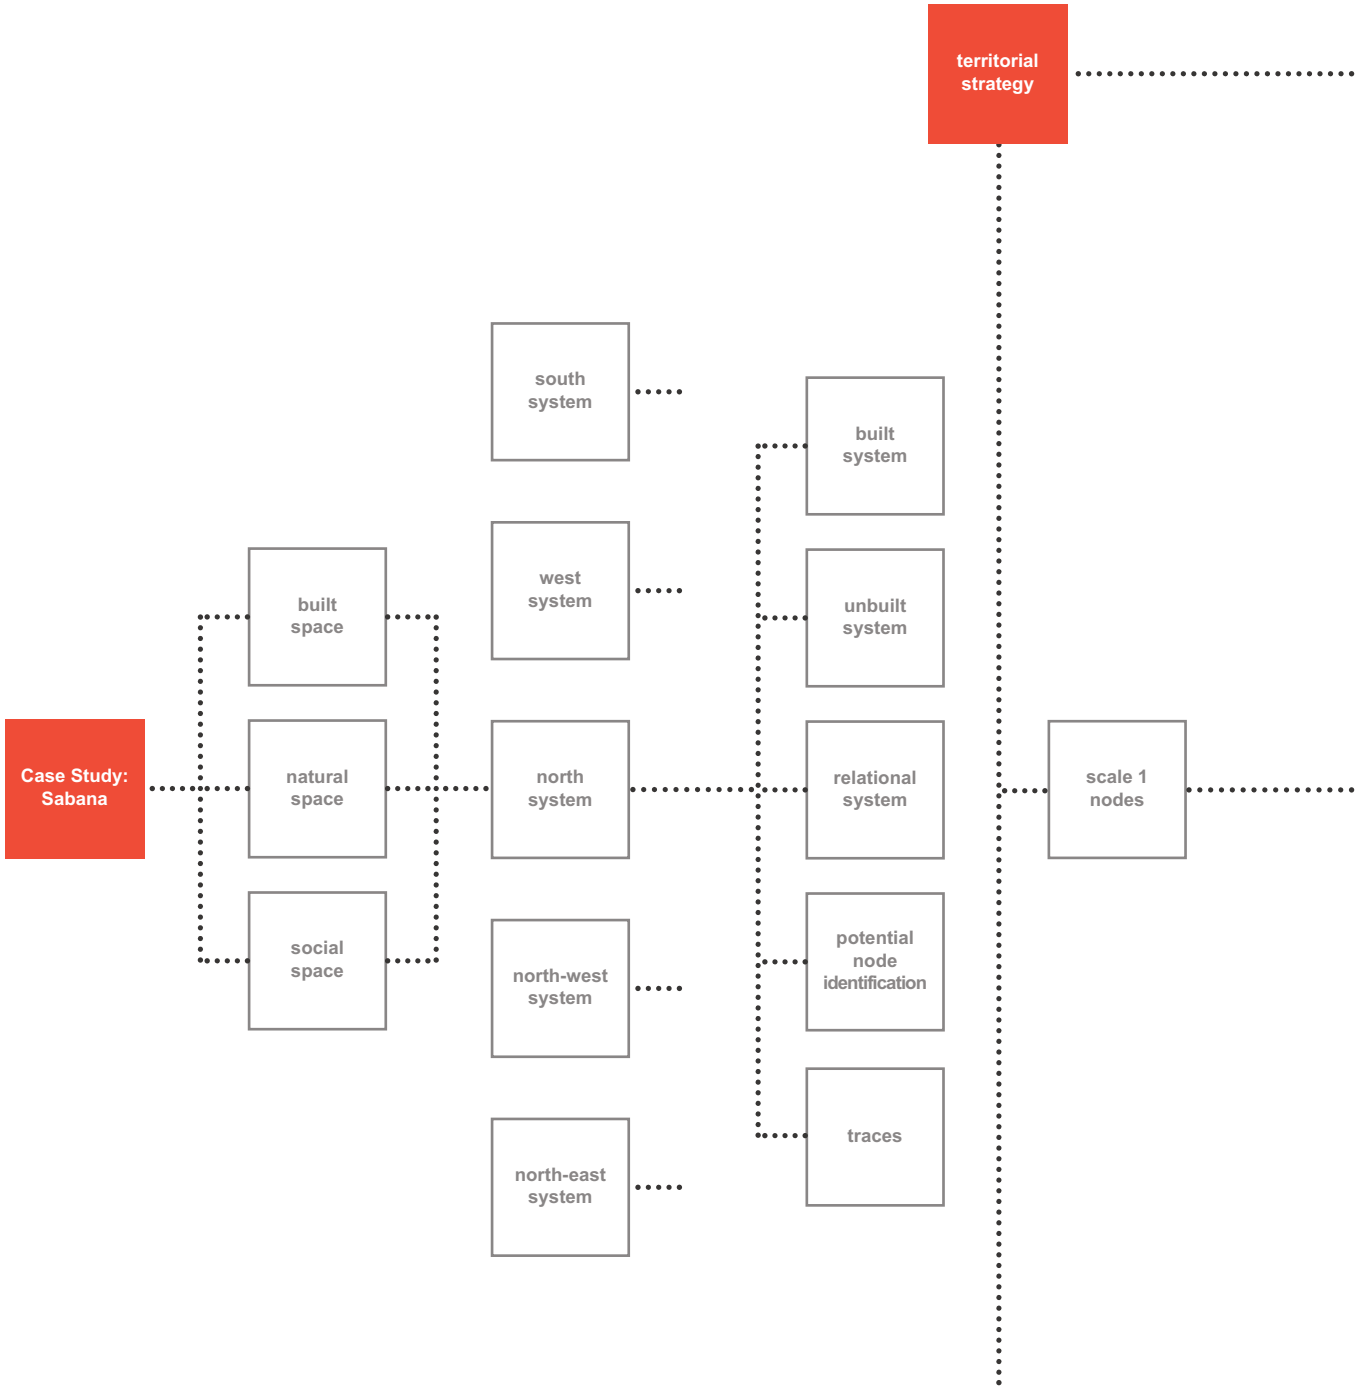 territorial
strategy
south
system
built
system
west
system
built
space
unbuilt
system
Case Study:
Sabana
natural
space
north
system
relational
system
scale 1
nodes
social
space
potential
node
identification
north-west
system
traces
north-east
system